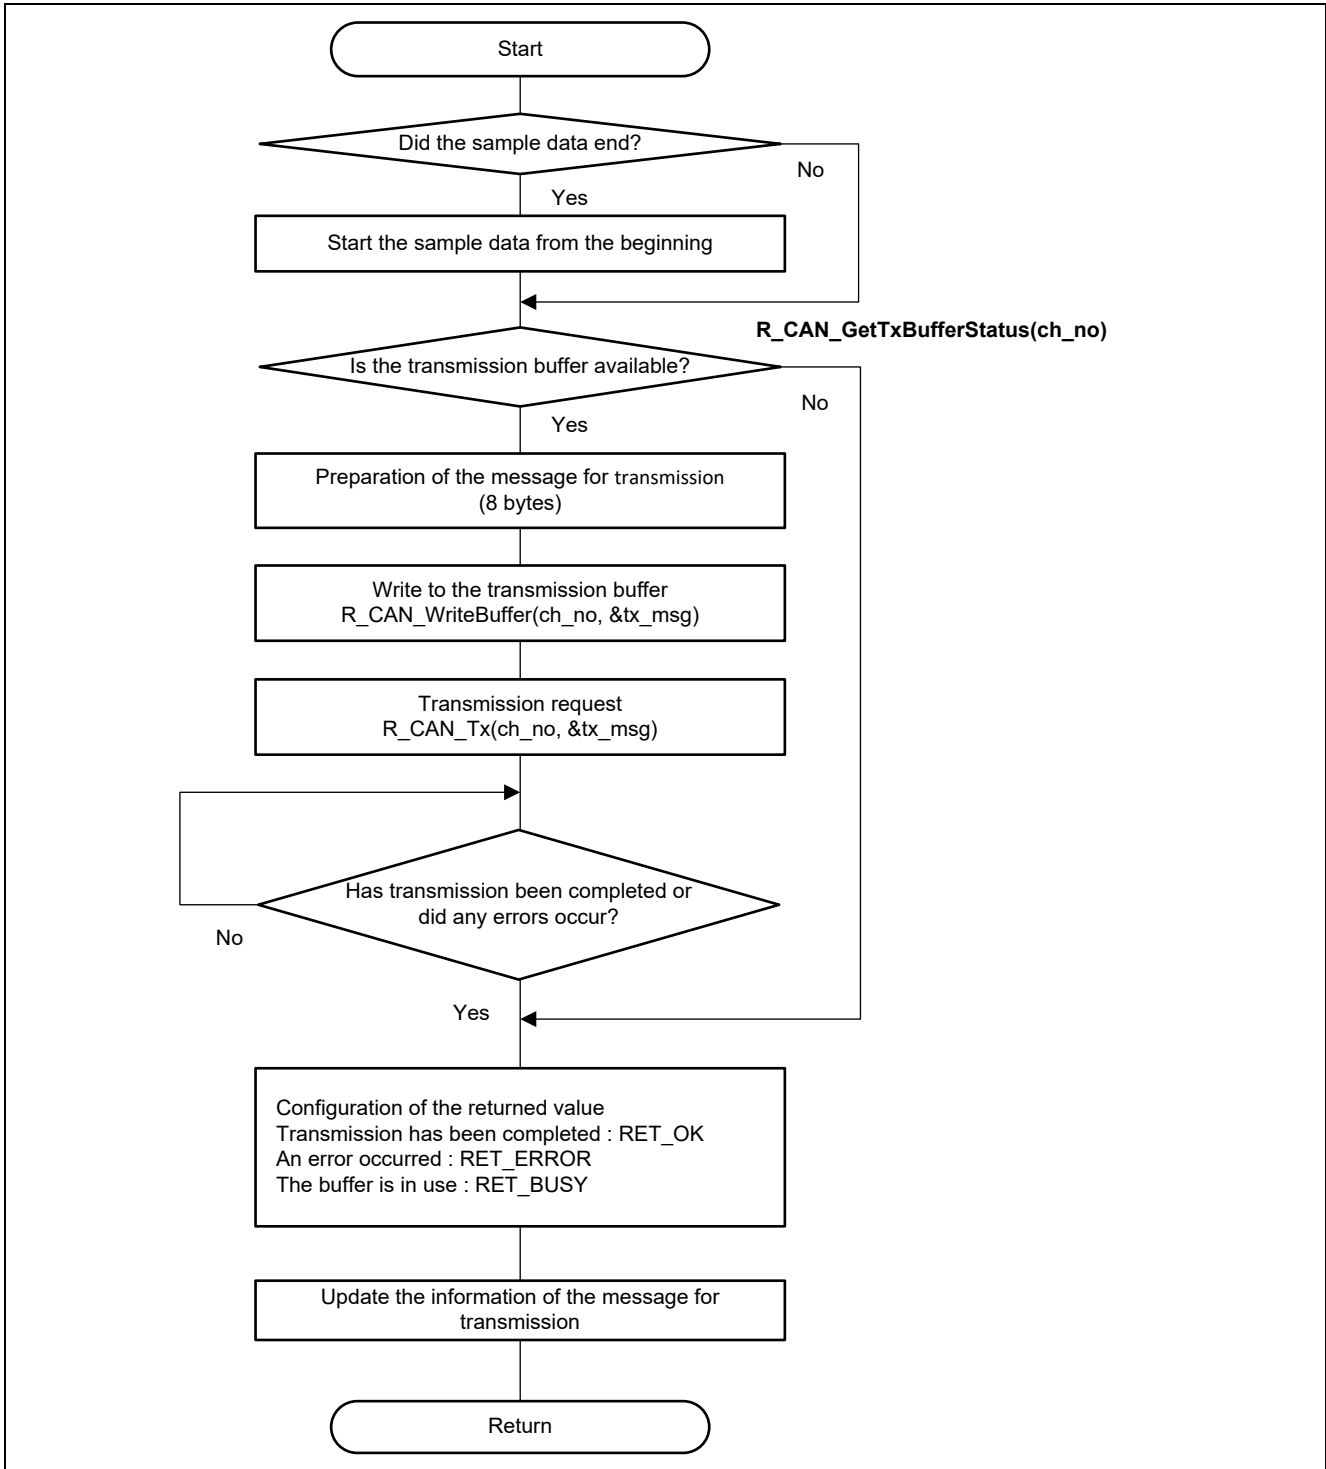 Start
Did the sample data end?
No
Yes
Start the sample data from the beginning
R_CAN_GetTxBufferStatus(ch_no)
Is the transmission buffer available?
No
Yes
Preparation of the message for transmission
(8 bytes)
Write to the transmission buffer
R_CAN_WriteBuffer(ch_no, &tx_msg)
Transmission request
R_CAN_Tx(ch_no, &tx_msg)
Has transmission been completed or
did any errors occur?
No
Yes
Configuration of the returned value
Transmission has been completed : RET_OK
An error occurred : RET_ERROR
The buffer is in use : RET_BUSY
Update the information of the message for
transmission
Return